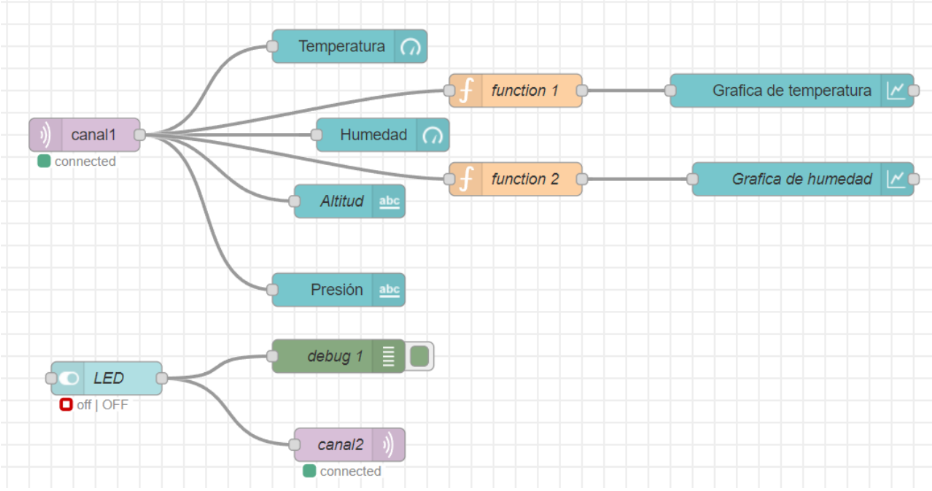 Temperatura
function 1
Grafica de temperatura
canal1
connected
Humedad
function 2
Grafica de humedad
Altitud
abc
Presión
abc
debug 1
LED
off | OFF
canal2
connected